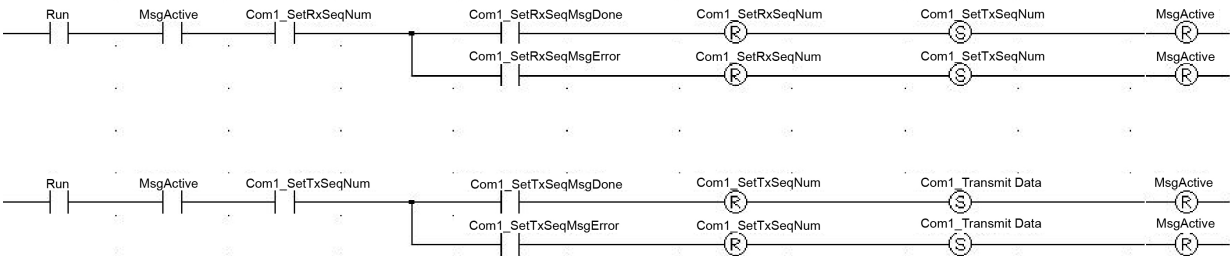 Run MsgActive Com1_SetRxSeqNum Com1_SetRxSeqMsgDone Com1_SetRxSeqNum Com1_SetTxSeqNum MsgActive
R S R
Com1_SetRxSeqMsgError Com1_SetRxSeqNum Com1_SetTxSeqNum MsgActive
R S R
Run MsgActive Com1_SetTxSeqNum Com1_SetTxSeqMsgDone Com1_SetTxSeqNum Com1_Transmit Data MsgActive
R S R
Com1_SetTxSeqMsgError Com1_SetTxSeqNum Com1_Transmit Data MsgActive
R S R